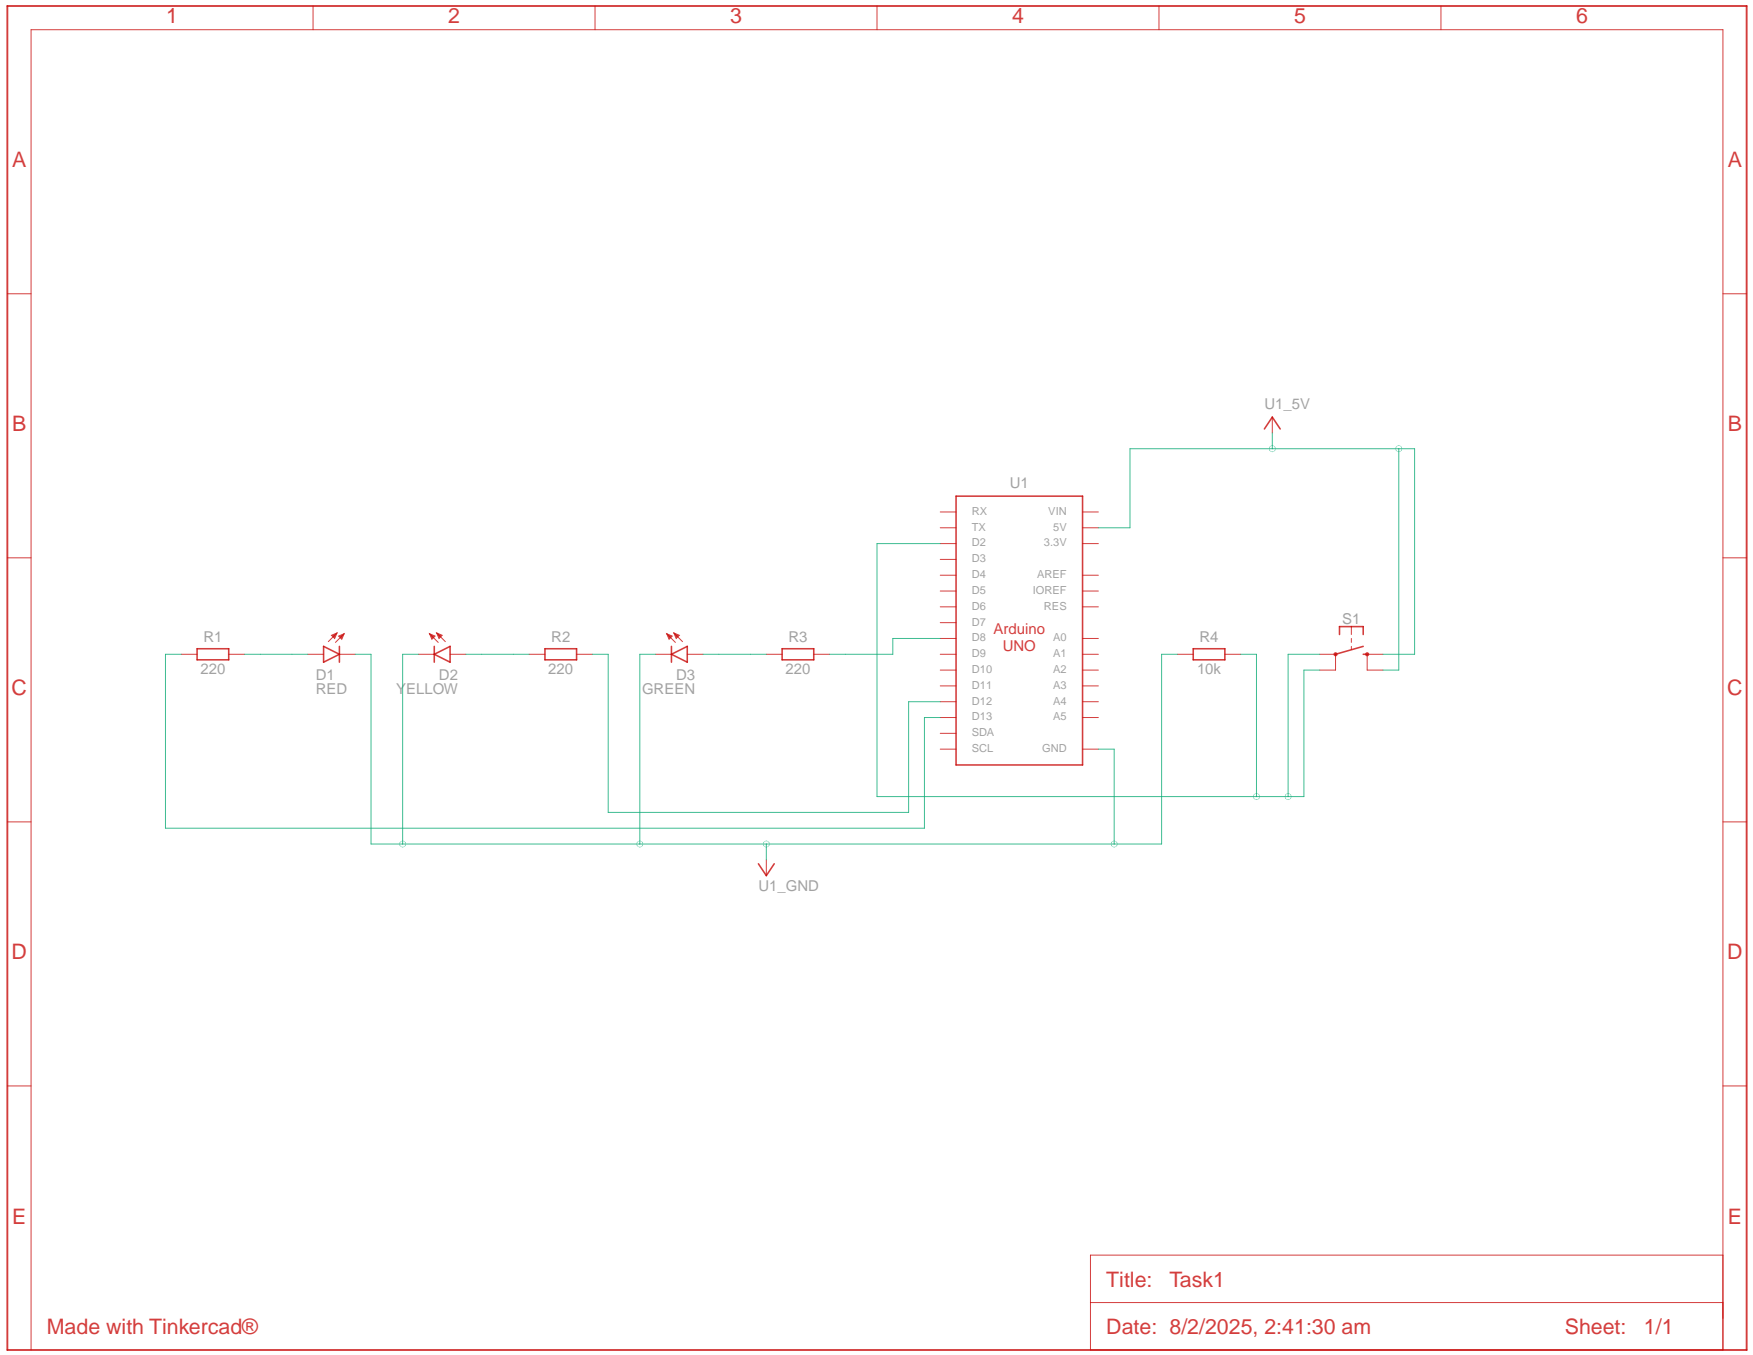 1 2 3 4 5 6
A A
B B
U1_5V
U1
RX VIN
TX 5V
D2 3.3V
D3
D4 AREF
D5 IOREF
D6 RES
D7
Arduino
UNO
D8 A0
D9 A1
D10 A2
D11 A3
D12 A4
D13 A5
SDA
SCL GND
R1
220
D1
RED
D2
YELLOW
R2
220
D3
GREEN
R3
220
R4
10k
S1
C C
U1_GND
D D
E E
Title: Task1
Date: 8/2/2025, 2:41:30 am Sheet: 1/1
Made with Tinkercad®